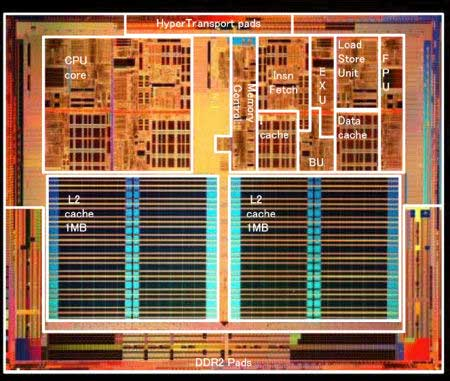 HyperTransport pads
CPU
core
N.B.
Memory
Control
Insn
Fetch
cache
EXU
BU
Load
Store
Unit
Data
cache
FPU
L2
cache
1MB
L2
cache
1MB
DDR2 Pads